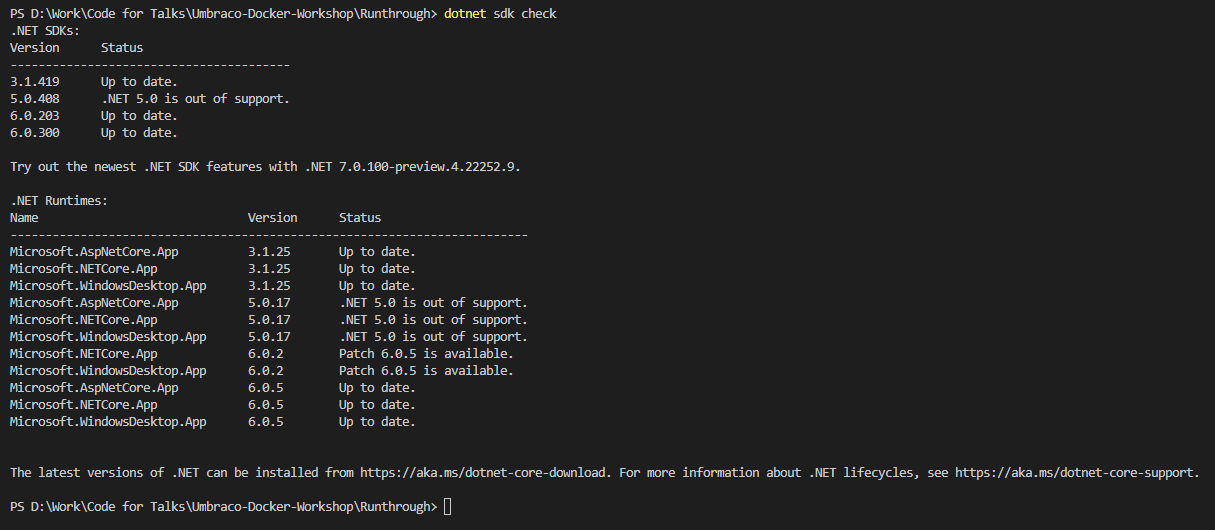 PS D:\Work\Code for Talks\Umbraco-Docker-Workshop\Runthrough> dotnet sdk check
.NET SDKs:
Version      Status
----------------------------------------
3.1.419      Up to date.
5.0.408      .NET 5.0 is out of support.
6.0.203      Up to date.
6.0.300      Up to date.

Try out the newest .NET SDK features with .NET 7.0.100-preview.4.22252.9.

.NET Runtimes:
Name                              Version      Status
--------------------------------------------------------------------------
Microsoft.AspNetCore.App          3.1.25       Up to date.
Microsoft.NETCore.App             3.1.25       Up to date.
Microsoft.WindowsDesktop.App      3.1.25       Up to date.
Microsoft.AspNetCore.App          5.0.17       .NET 5.0 is out of support.
Microsoft.NETCore.App             5.0.17       .NET 5.0 is out of support.
Microsoft.WindowsDesktop.App      5.0.17       .NET 5.0 is out of support.
Microsoft.NETCore.App             6.0.2        Patch 6.0.5 is available.
Microsoft.WindowsDesktop.App      6.0.2        Patch 6.0.5 is available.
Microsoft.AspNetCore.App          6.0.5        Up to date.
Microsoft.NETCore.App             6.0.5        Up to date.
Microsoft.WindowsDesktop.App      6.0.5        Up to date.

The latest versions of .NET can be installed from https://aka.ms/dotnet-core-download. For more information about .NET lifecycles, see https://aka.ms/dotnet-core-support.

PS D:\Work\Code for Talks\Umbraco-Docker-Workshop\Runthrough>